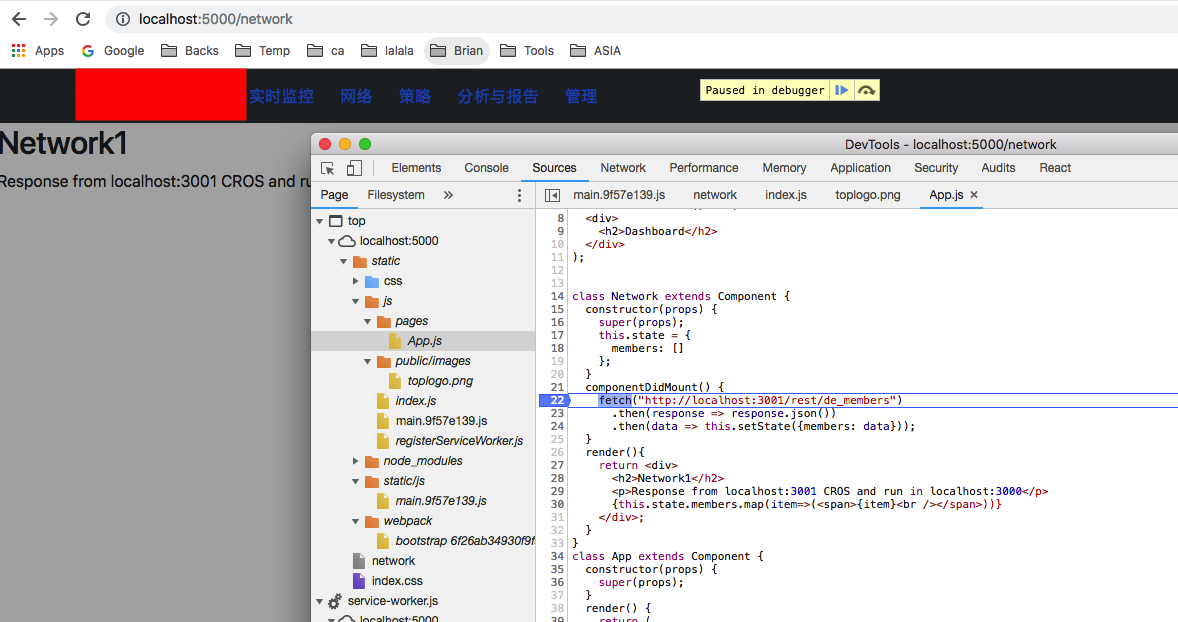 localhost:5000/network
Apps Google Backs Temp ca lalala Brian Tools ASIA
实时监控 网络 策略 分析与报告 管理
Paused in debugger
Network1
Response from localhost:3001 CROS and ru
DevTools - localhost:5000/network
Elements Console Sources Network Performance Memory Application Security Audits React
Page Filesystem »
main.9f57e139.js network index.js toplogo.png App.js ×
top
localhost:5000
static
css
js
pages
App.js
public/images
toplogo.png
index.js
main.9f57e139.js
registerServiceWorker.js
node_modules
static/js
main.9f57e139.js
webpack
bootstrap 6f26ab34930f9f
network
index.css
service-worker.js
localhost:5000
8 <div>
9 <h2>Dashboard</h2>
10 </div>
11 );
12
13
14 class Network extends Component {
15 constructor(props) {
16 super(props);
17 this.state = {
18 members: []
19 };
20 }
21 componentDidMount() {
22 fetch("http://localhost:3001/rest/de_members")
23 .then(response => response.json())
24 .then(data => this.setState({members: data}));
25 }
26 render(){
27 return <div>
28 <h2>Network1</h2>
29 <p>Response from localhost:3001 CROS and run in localhost:3000</p>
30 {this.state.members.map(item=>(<span>{item}<br /></span>))}
31 </div>;
32 }
33 }
34 class App extends Component {
35 constructor(props) {
36 super(props);
37 }
38 render() {
39 return (